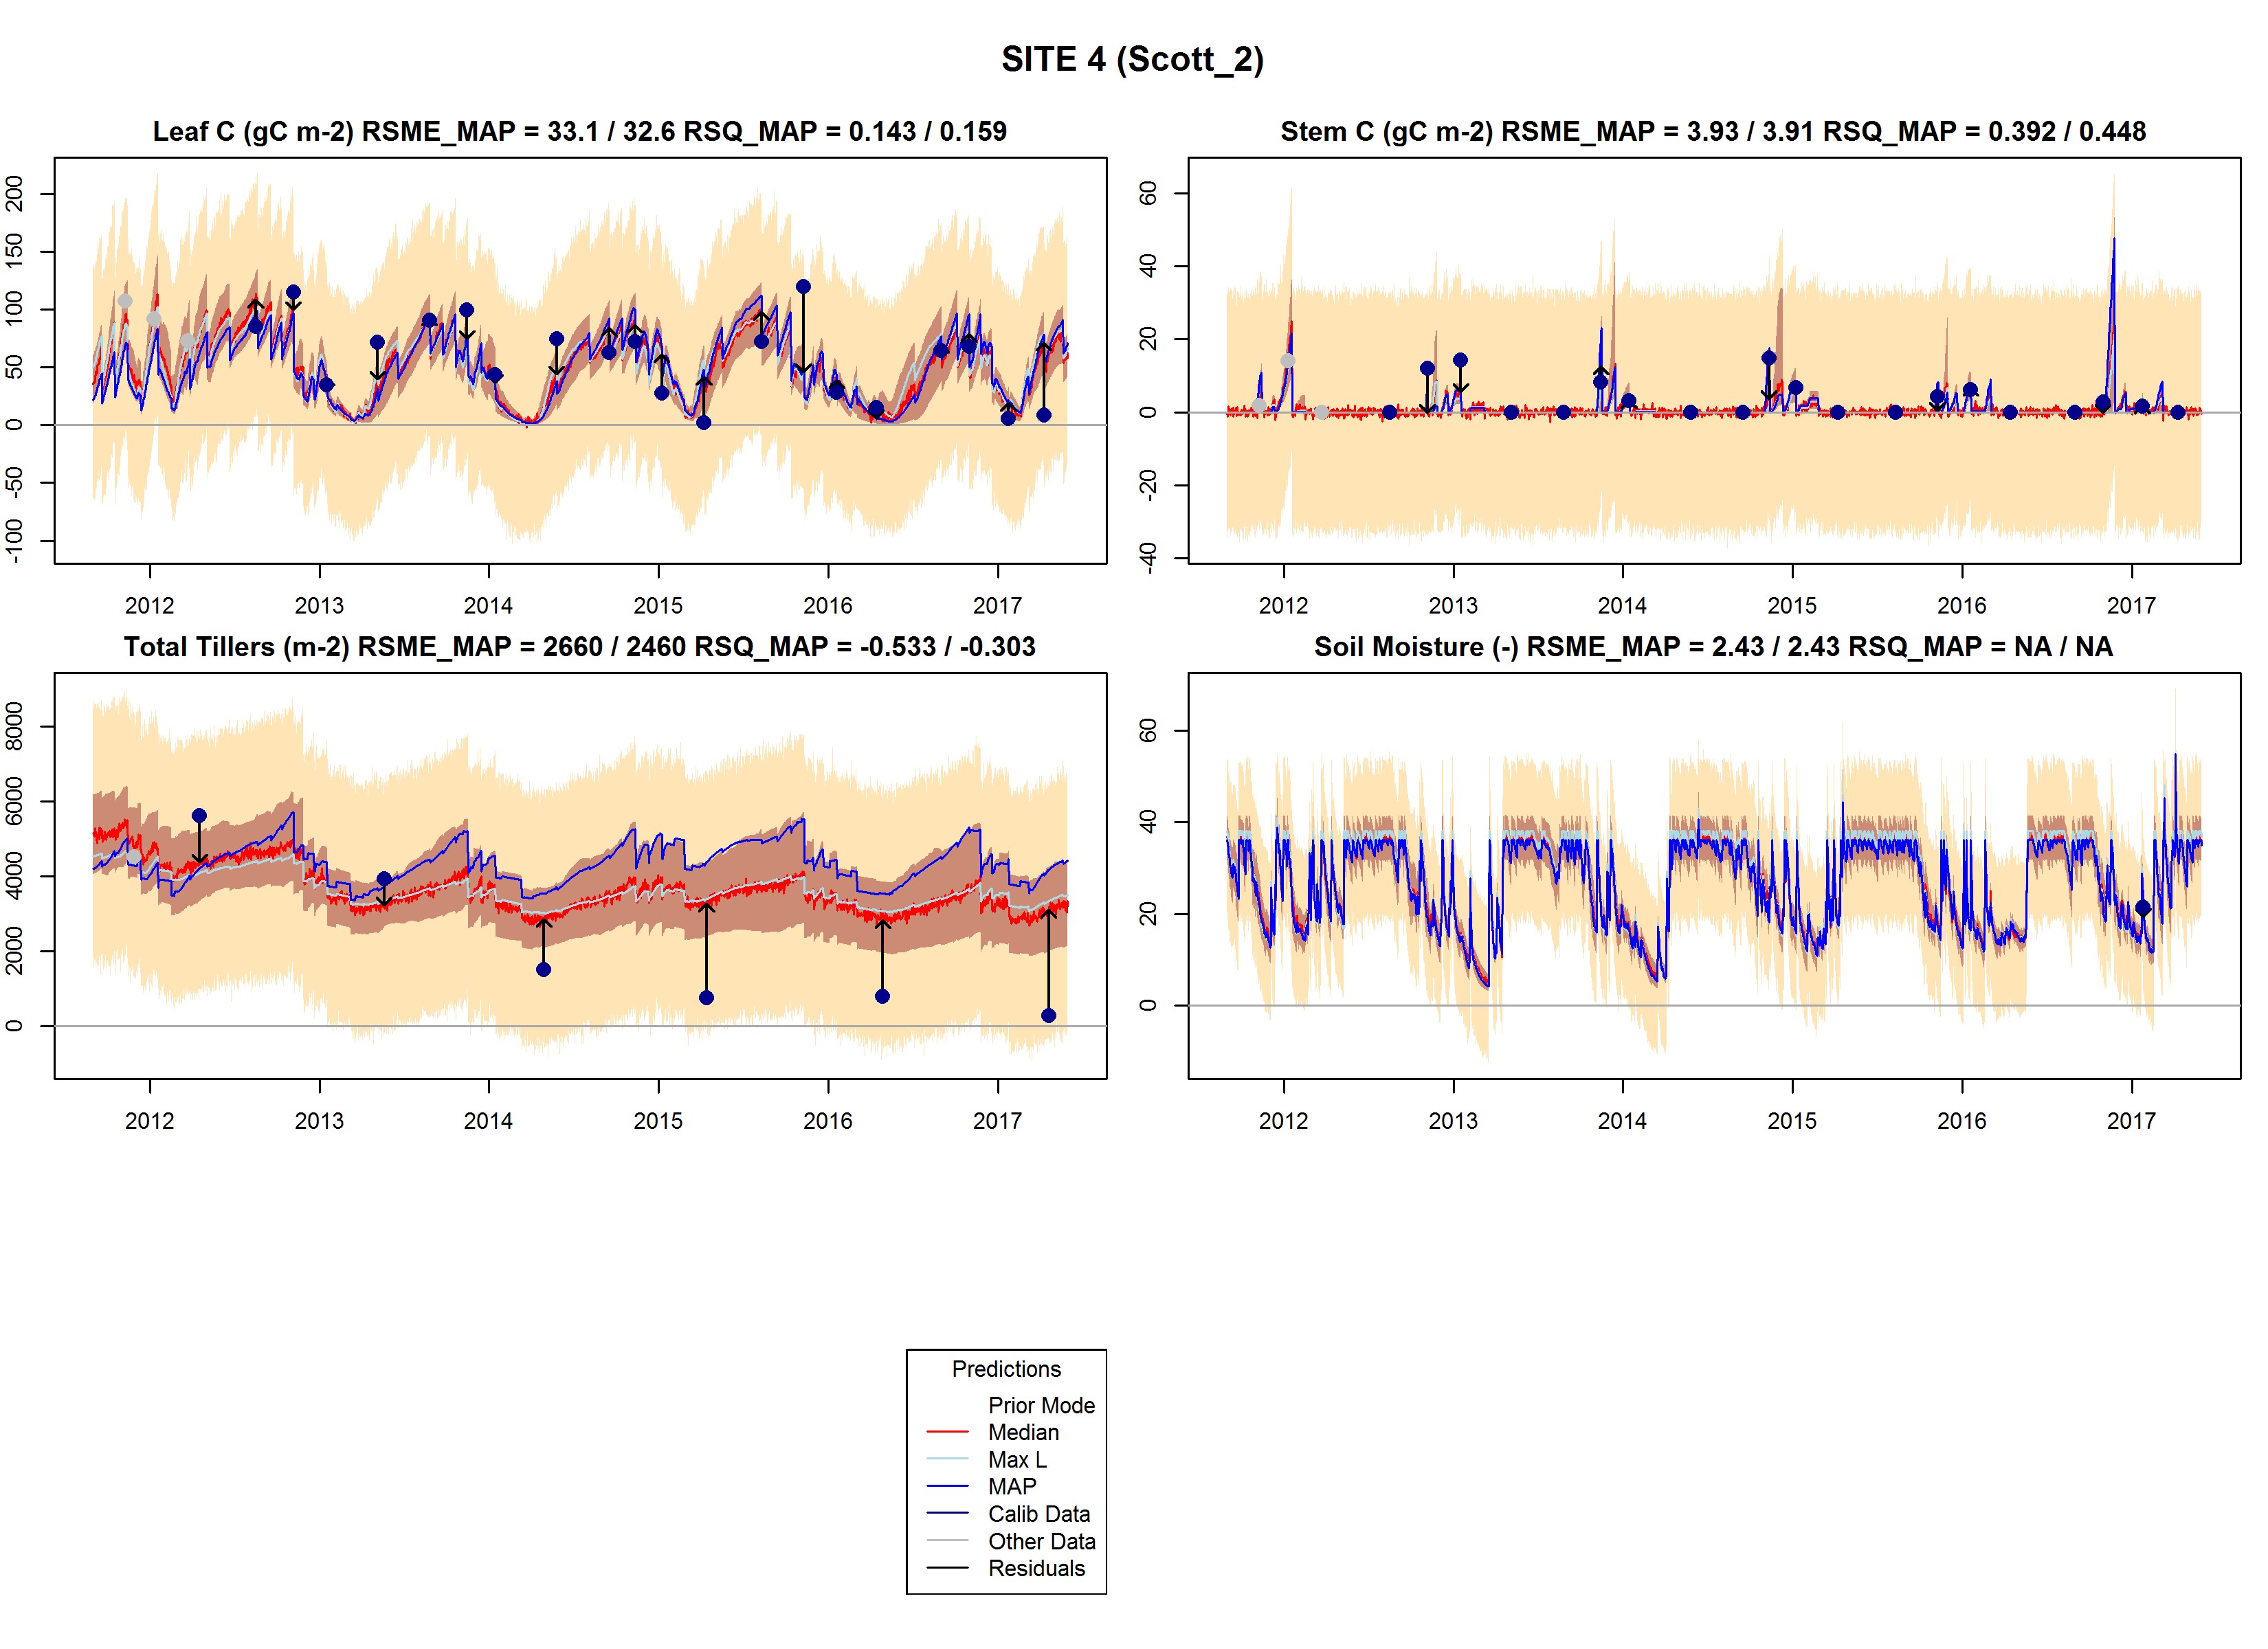 SITE 4 (Scott_2)
Leaf C (gC m-2) RSME_MAP = 33.1 / 32.6 RSQ_MAP = 0.143 / 0.159
200
150
100
50
0
-50
-100
2012 2013 2014 2015 2016 2017
Stem C (gC m-2) RSME_MAP = 3.93 / 3.91 RSQ_MAP = 0.392 / 0.448
60
40
20
0
-20
-40
2012 2013 2014 2015 2016 2017
Total Tillers (m-2) RSME_MAP = 2660 / 2460 RSQ_MAP = -0.533 / -0.303
8000
6000
4000
2000
0
2012 2013 2014 2015 2016 2017
Soil Moisture (-) RSME_MAP = 2.43 / 2.43 RSQ_MAP = NA / NA
60
40
20
0
2012 2013 2014 2015 2016 2017
Predictions
Prior Mode
Median
Max L
MAP
Calib Data
Other Data
Residuals